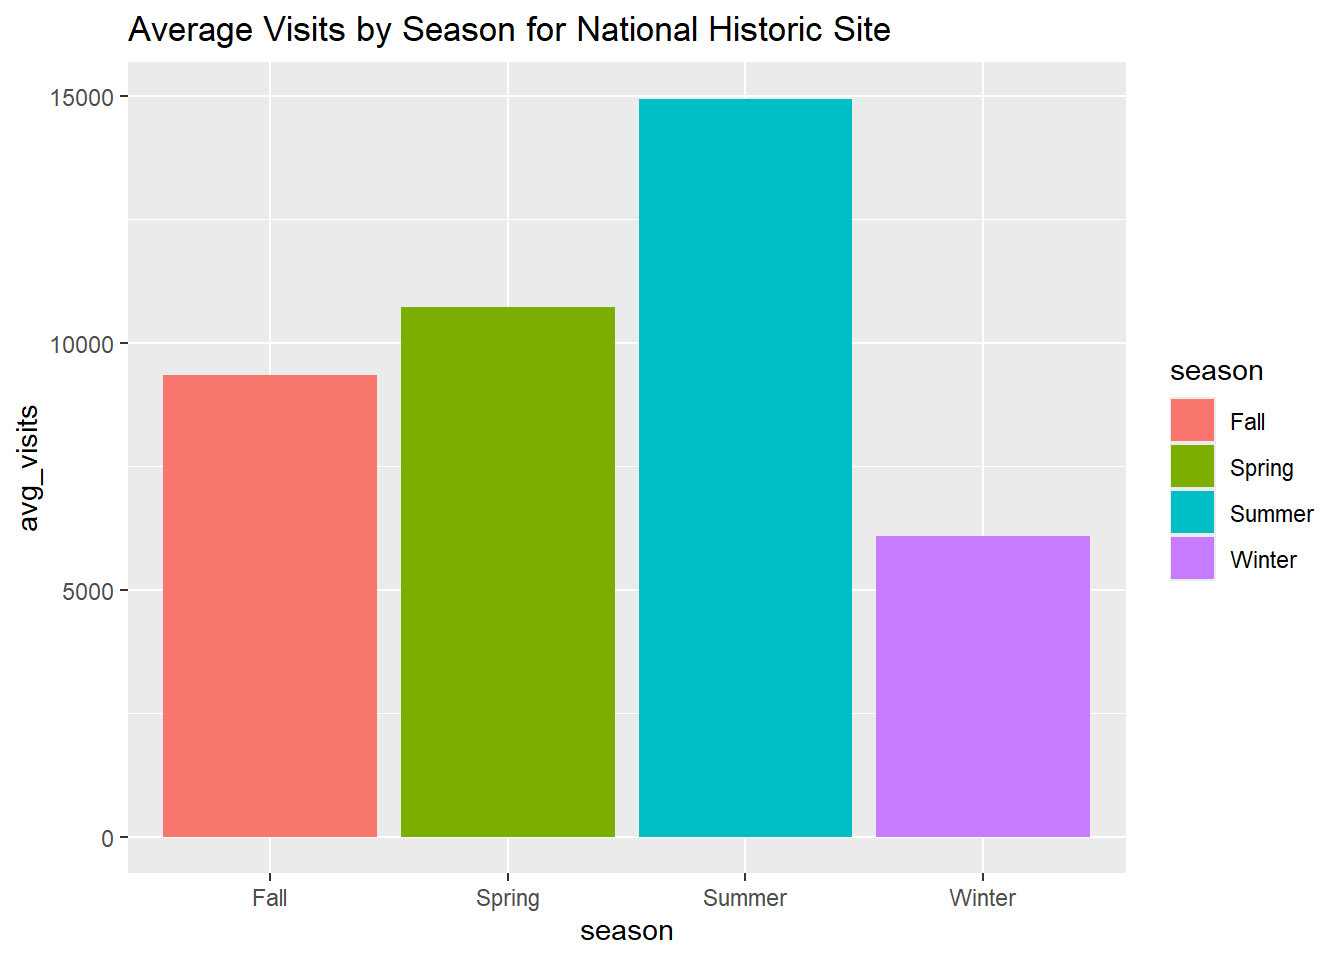 Average Visits by Season for National Historic Site
15000
10000
5000
0
avg_visits
Fall
Spring
Summer
Winter
season
season
Fall
Spring
Summer
Winter